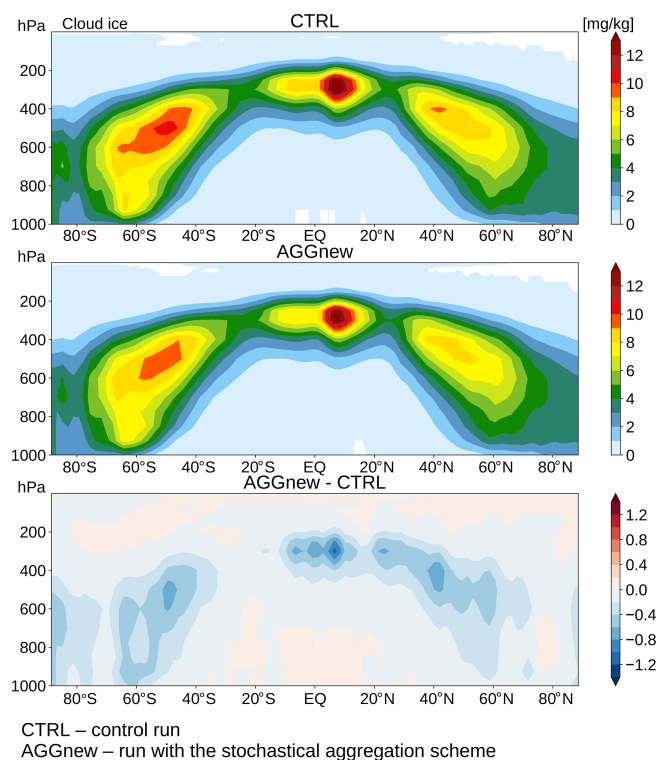 CTRL
hPa
Cloud ice
[mg/kg]
200
400
600
800
1000
80°S 60°S 40°S 20°S EQ 20°N 40°N 60°N 80°N
12
10
8
6
4
2
0
AGGnew
hPa
200
400
600
800
1000
80°S 60°S 40°S 20°S EQ 20°N 40°N 60°N 80°N
12
10
8
6
4
2
0
AGGnew - CTRL
hPa
200
400
600
800
1000
80°S 60°S 40°S 20°S EQ 20°N 40°N 60°N 80°N
1.2
0.8
0.4
0.0
−0.4
−0.8
−1.2
CTRL – control run
AGGnew – run with the stochastical aggregation scheme